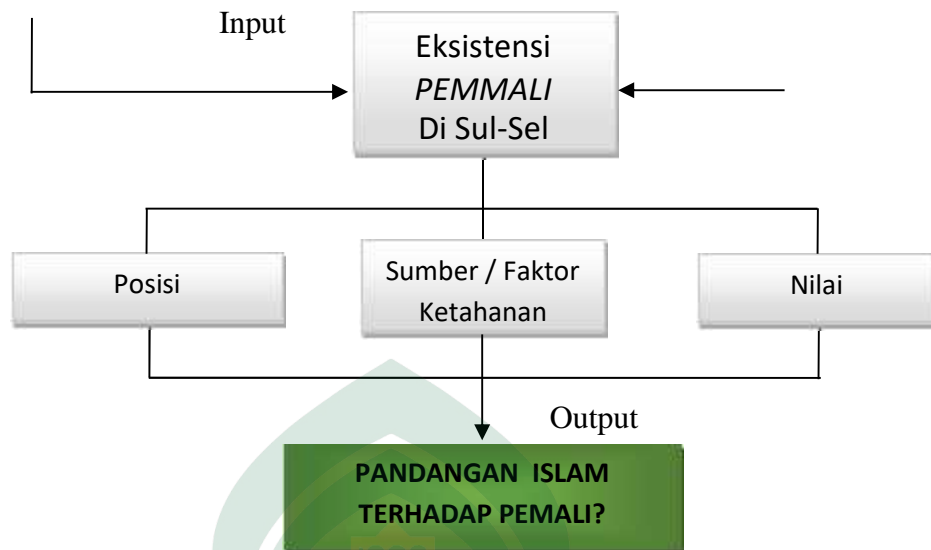 Input
Eksistensi
PEMMALI
Di Sul-Sel
Posisi
Sumber / Faktor
Ketahanan
Nilai
Output
PANDANGAN ISLAM
TERHADAP PEMALI?